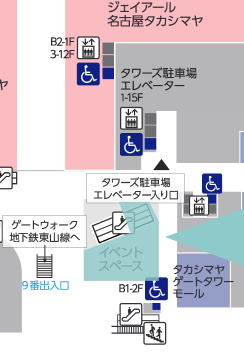 ジェイアール
名古屋タカシマヤ
B2-1F
3-12F
ヤ
タワーズ駐車場
エレベーター
1-15F
タワーズ駐車場
エレベーター入り口
ゲートウォーク
地下鉄東山線へ
イベント
スペース
9番出入口
B1-2F
タカシマヤ
ゲートタワー
モール